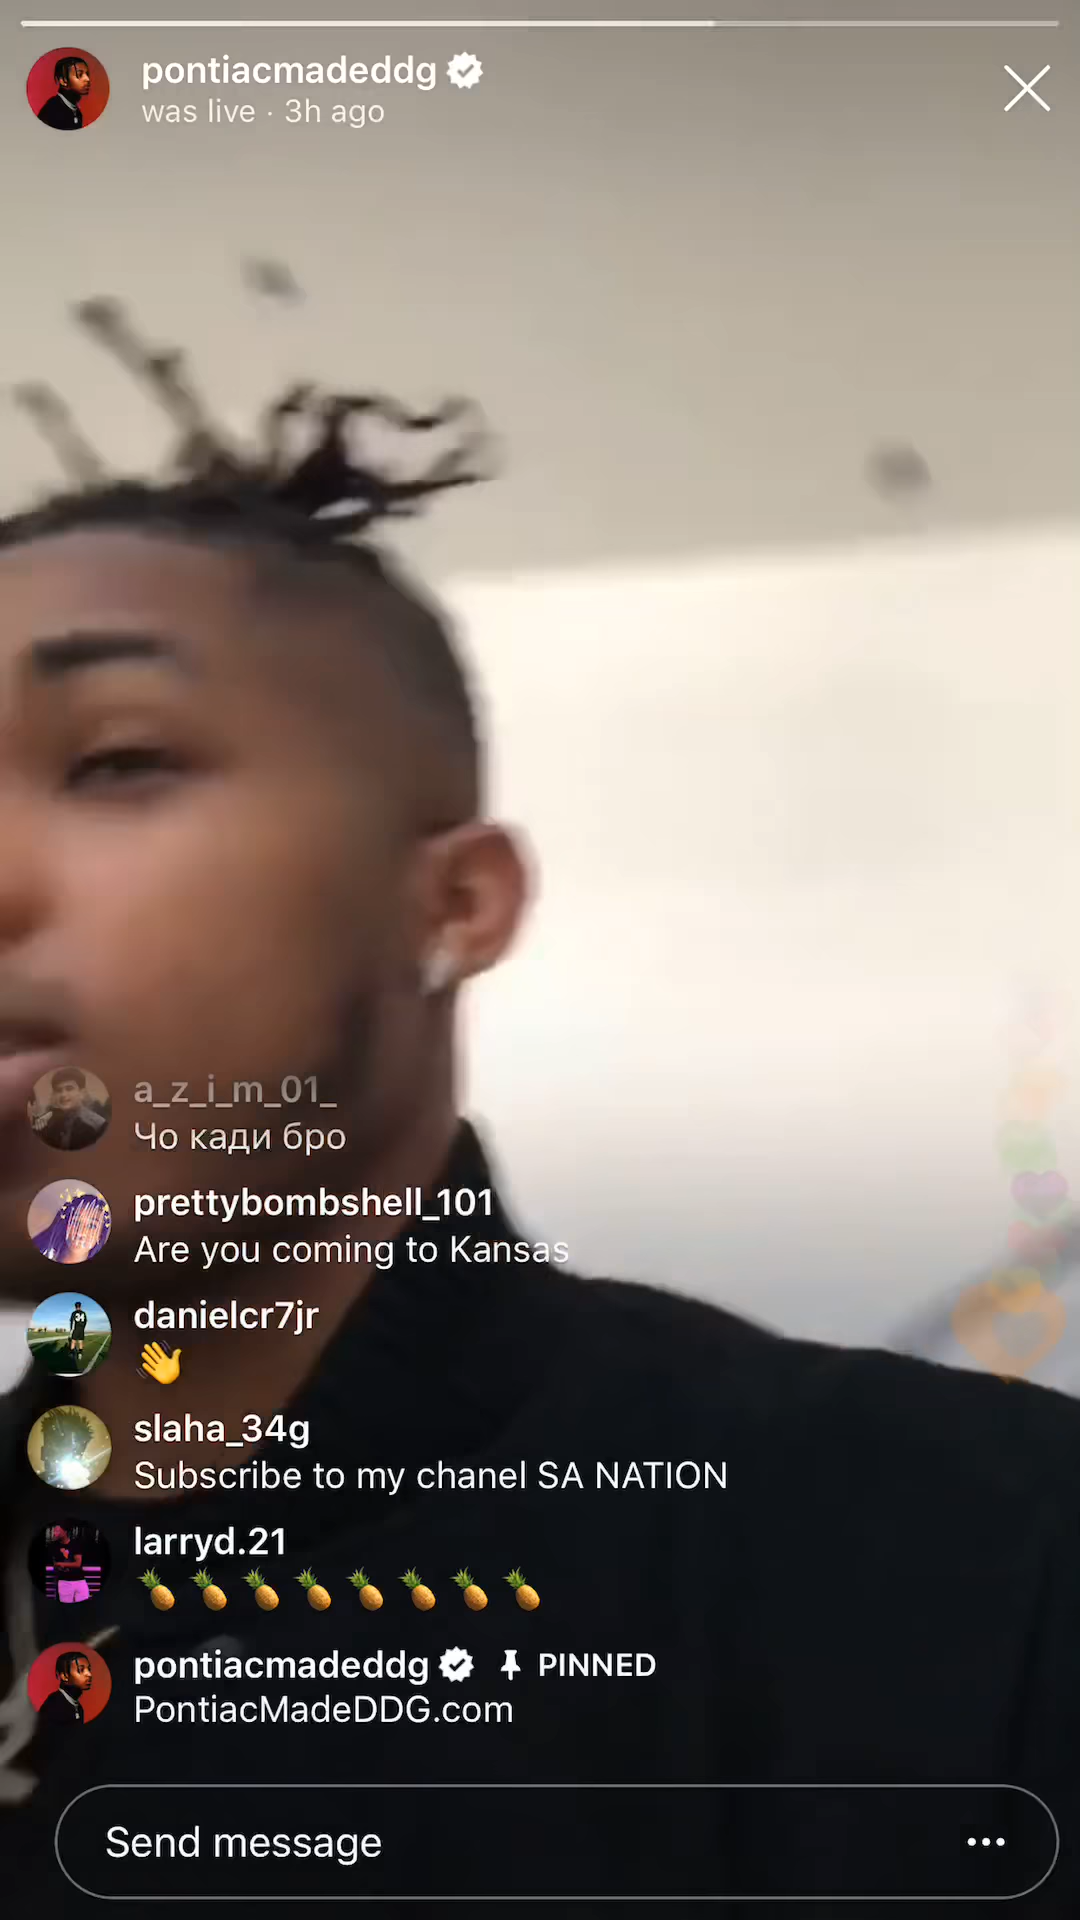 pontiacmadeddg
was live · 3h ago
a_z_i_m_01_
Чо кади бро
prettybombshell_101
Are you coming to Kansas
danielcr7jr
👋
slaha_34g
Subscribe to my chanel SA NATION
larryd.21
🍍🍍🍍🍍🍍🍍🍍🍍
pontiacmadeddg PINNED
PontiacMadeDDG.com
Send message